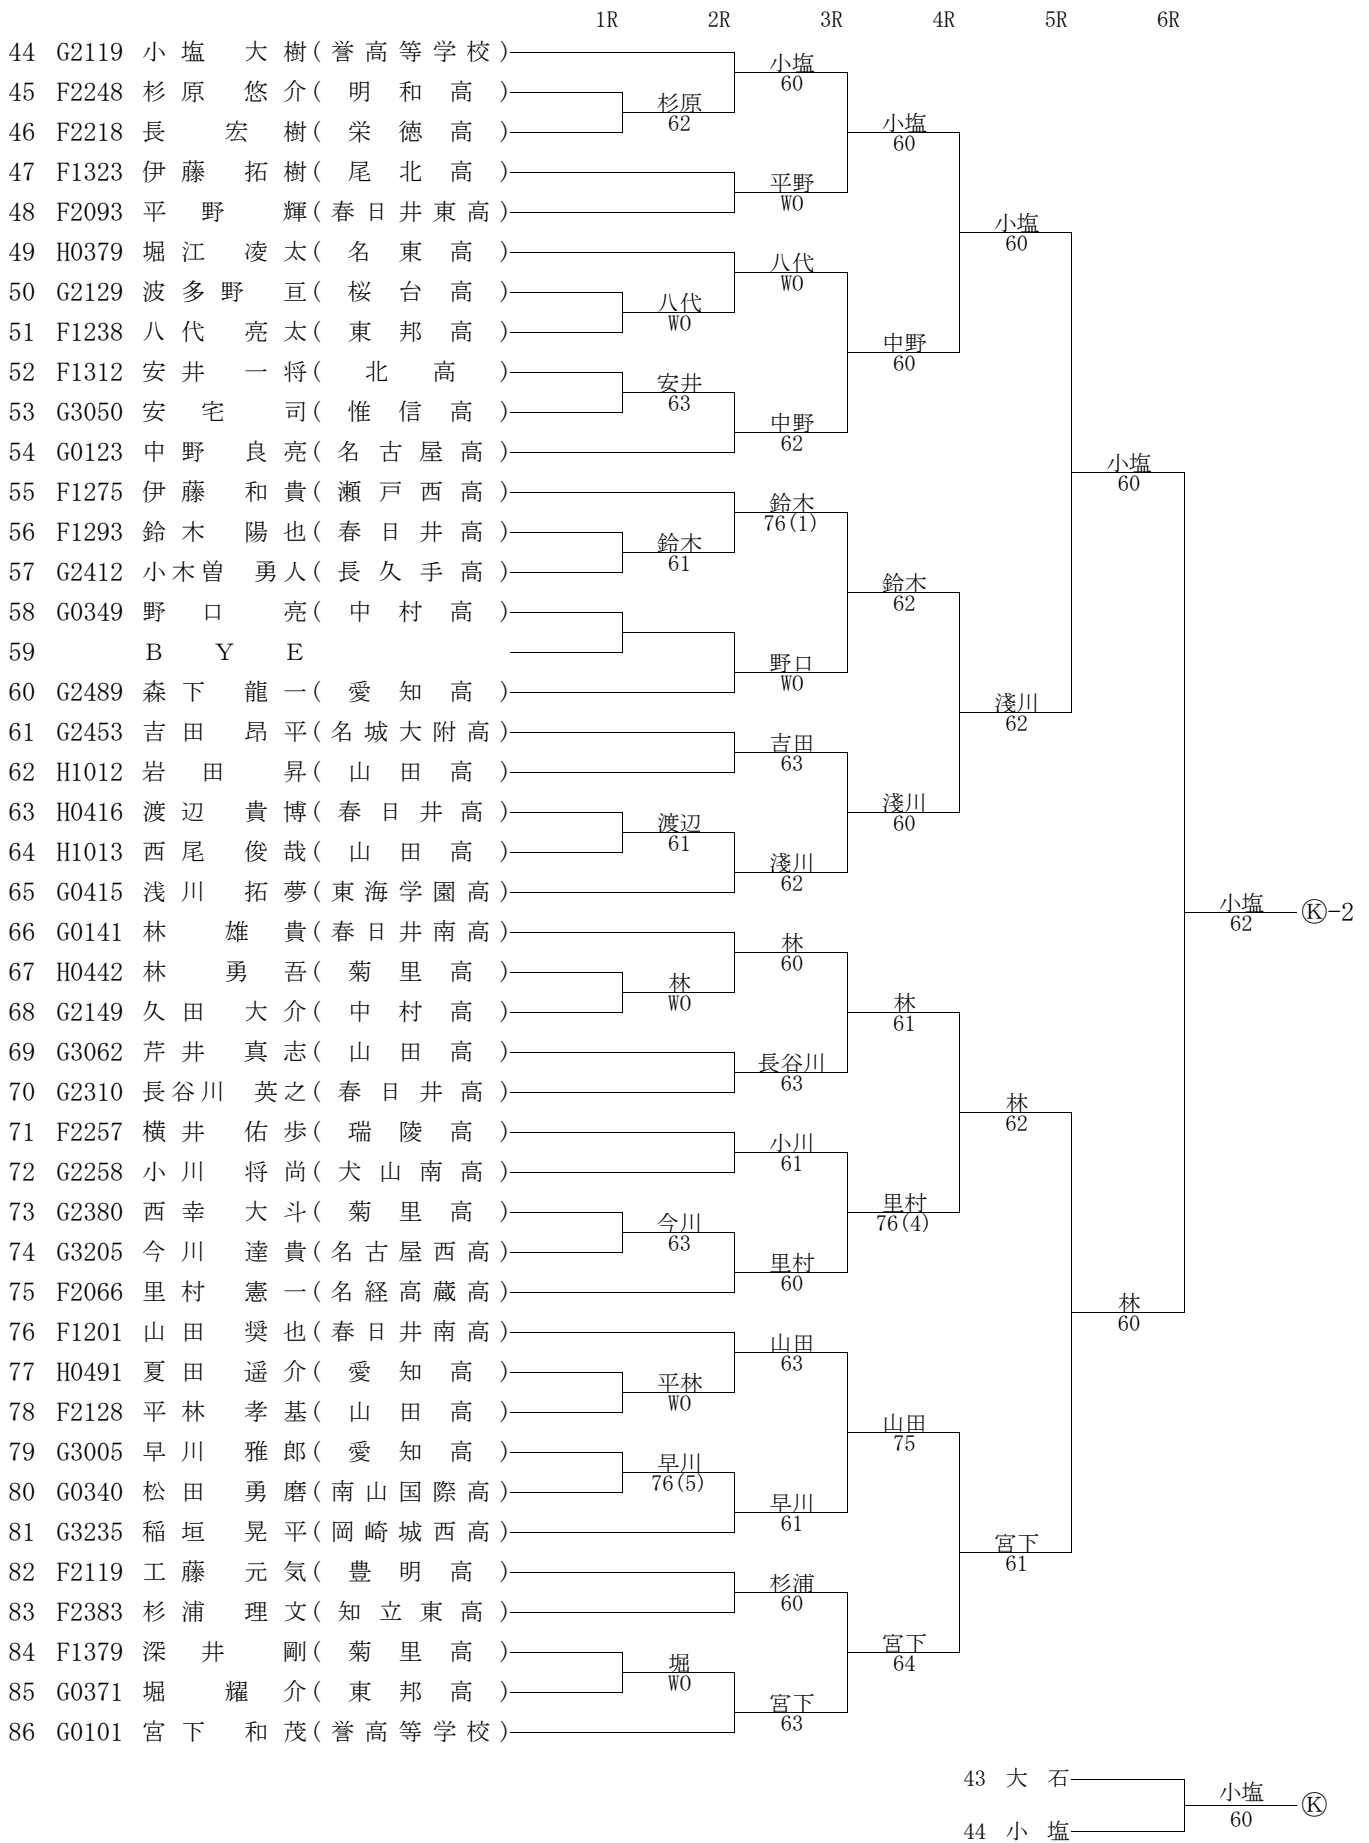 1R 2R 3R 4R 5R 6R
44 G2119 小塩 大樹(誉高等学校)
小塩
60
45 F2248 杉原 悠介(明和高)
杉原
62
小塩
60
46 F2218 長 宏樹(栄徳高)
47 F1323 伊藤 拓樹(尾北高)
平野
WO
48 F2093 平野 輝(春日井東高)
小塩
60
49 H0379 堀江 凌太(名東高)
八代
WO
50 G2129 波多野 亘(桜台高)
八代
WO
51 F1238 八代 亮太(東邦高)
中野
60
52 F1312 安井 一将(北高)
安井
63
53 G3050 安宅 司(惟信高)
中野
62
54 G0123 中野 良亮(名古屋高)
小塩
60
55 F1275 伊藤 和貴(瀬戸西高)
鈴木
76(1)
56 F1293 鈴木 陽也(春日井高)
鈴木
61
57 G2412 小木曽 勇人(長久手高)
鈴木
62
58 G0349 野口 亮(中村高)
59 BYE
野口
WO
60 G2489 森下 龍一(愛知高)
淺川
62
61 G2453 吉田 昂平(名城大附高)
吉田
63
62 H1012 岩田 昇(山田高)
63 H0416 渡辺 貴博(春日井高)
淺川
60
渡辺
61
64 H1013 西尾 俊哉(山田高)
淺川
62
65 G0415 浅川 拓夢(東海学園高)
小塩
62
Ⓚ-2
66 G0141 林 雄貴(春日井南高)
林
60
67 H0442 林 勇吾(菊里高)
林
WO
68 G2149 久田 大介(中村高)
林
61
69 G3062 芹井 真志(山田高)
長谷川
63
70 G2310 長谷川 英之(春日井高)
林
62
71 F2257 横井 佑歩(瑞陵高)
小川
61
72 G2258 小川 将尚(犬山南高)
73 G2380 西幸 大斗(菊里高)
里村
76(4)
今川
63
74 G3205 今川 達貴(名古屋西高)
里村
60
75 F2066 里村 憲一(名経高蔵高)
林
60
76 F1201 山田 奨也(春日井南高)
山田
63
77 H0491 夏田 遥介(愛知高)
平林
WO
78 F2128 平林 孝基(山田高)
山田
75
79 G3005 早川 雅郎(愛知高)
早川
76(5)
80 G0340 松田 勇磨(南山国際高)
早川
61
81 G3235 稲垣 晃平(岡崎城西高)
宮下
61
82 F2119 工藤 元気(豊明高)
杉浦
60
83 F2383 杉浦 理文(知立東高)
84 F1379 深井 剛(菊里高)
宮下
64
堀
WO
85 G0371 堀 耀介(東邦高)
宮下
63
86 G0101 宮下 和茂(誉高等学校)
43 大石
小塩
60
Ⓚ
44 小塩